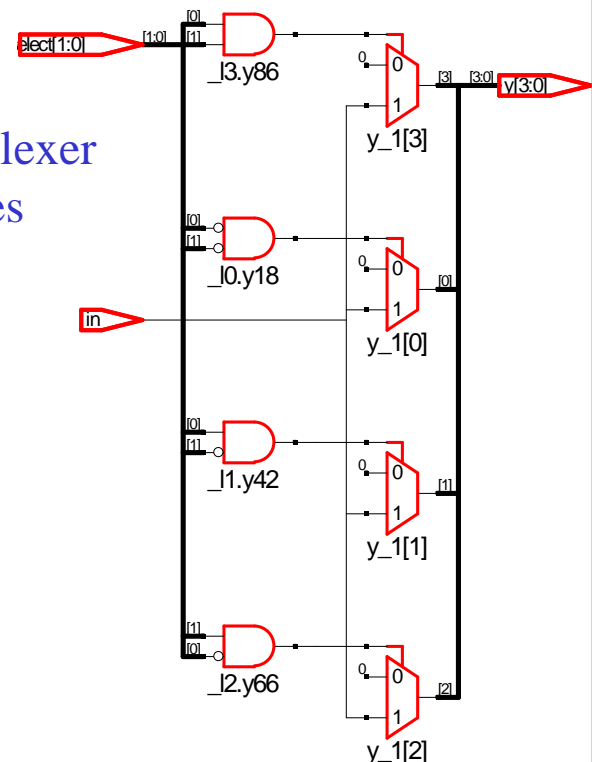 [0]
elect[1:0] [1:0] [1]
_l3.y86
0 0
1
y_1[3]
[3] [3:0] y[3:0]
lexer
es
[0]
[1]
_l0.y18
0 0
1
y_1[0]
[0]
in
[0]
[1]
_l1.y42
0 0
1
y_1[1]
[1]
[1]
[0]
_l2.y66
0 0
1
y_1[2]
[2]